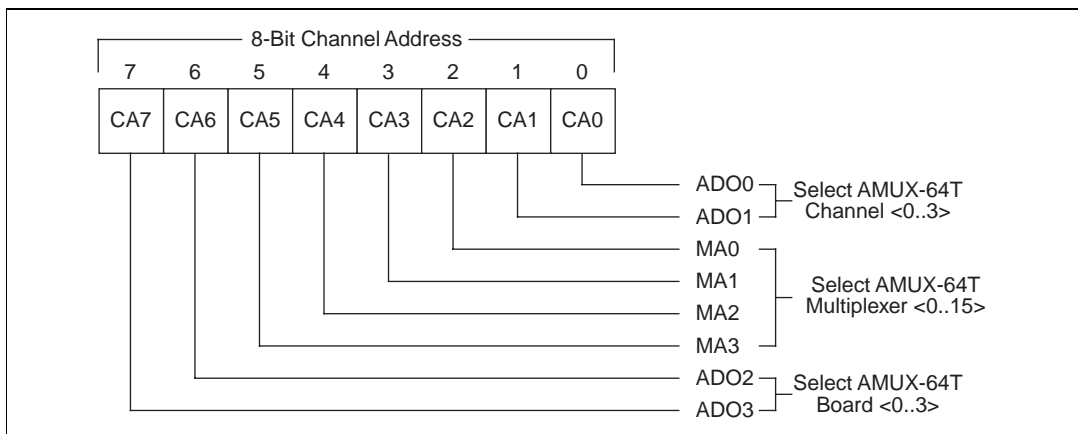 8-Bit Channel Address
7 6 5 4 3 2 1 0
CA7 CA6 CA5 CA4 CA3 CA2 CA1 CA0
ADO0
ADO1
Select AMUX-64T
Channel <0..3>
MA0
MA1
MA2
MA3
Select AMUX-64T
Multiplexer <0..15>
ADO2
ADO3
Select AMUX-64T
Board <0..3>